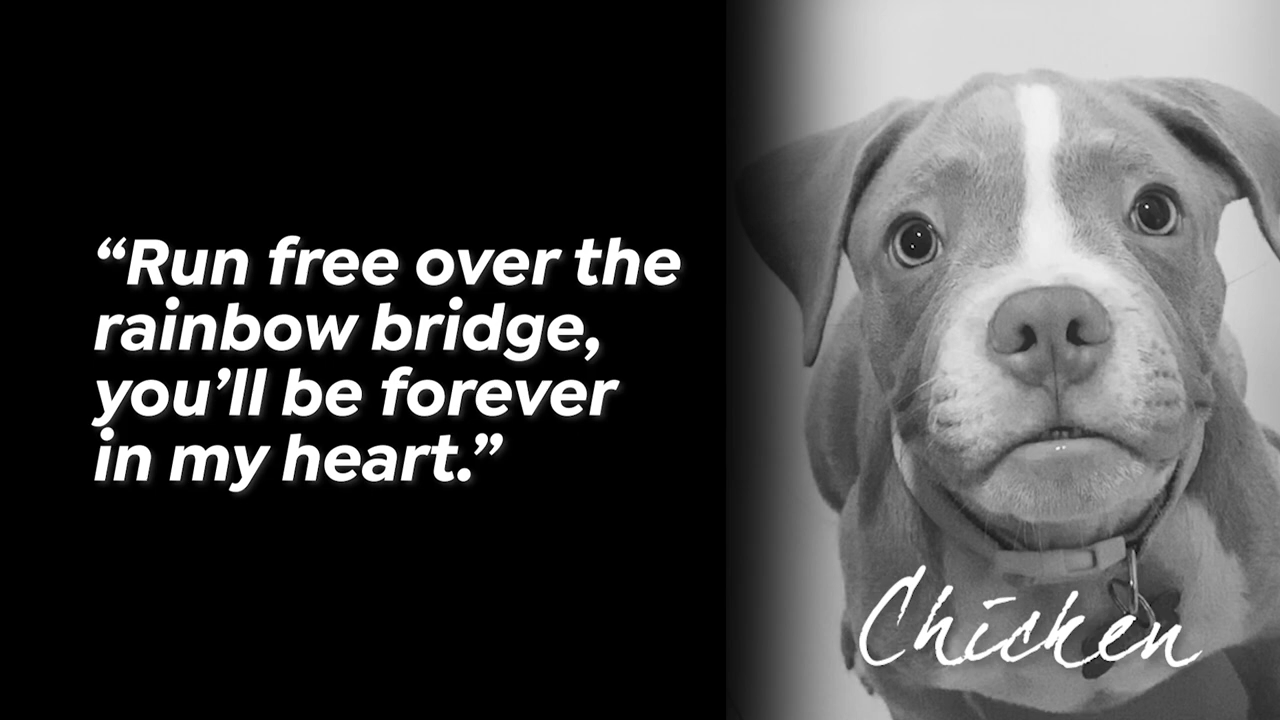 “Run free over the
rainbow bridge,
you’ll be forever
in my heart.”
Chicken